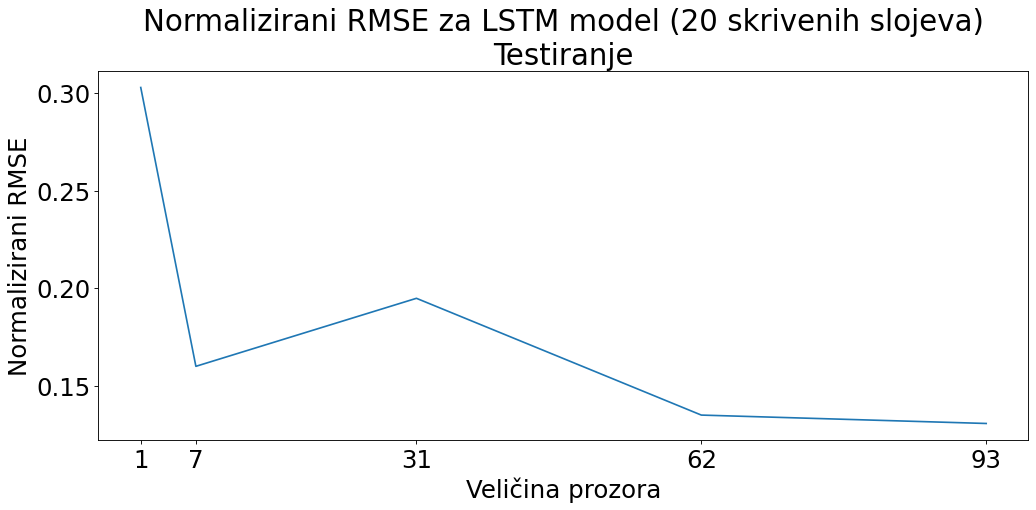 Normalizirani RMSE za LSTM model (20 skrivenih slojeva)
Testiranje
Normalizirani RMSE
0.30
0.25
0.20
0.15
1 7 31 62 93
Veličina prozora